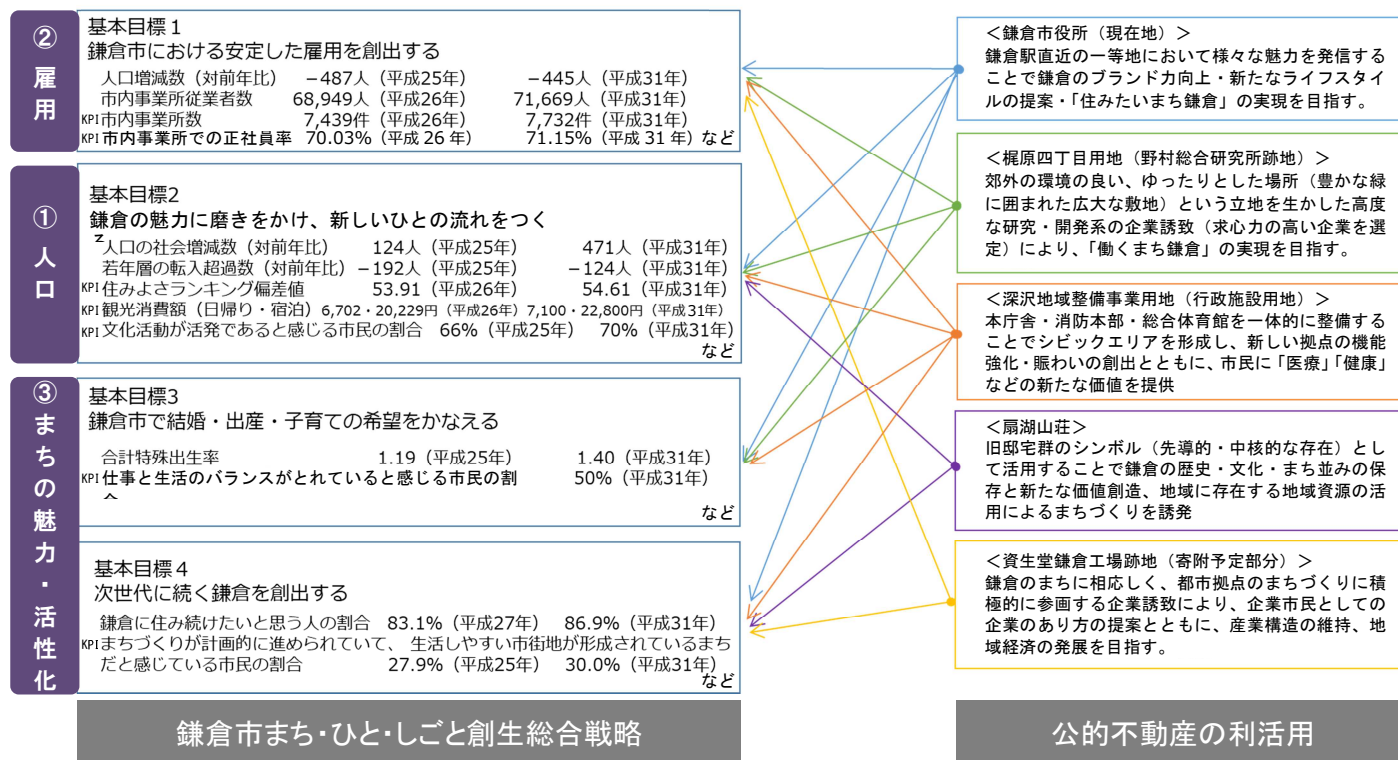 ②
雇
用
基本目標１
鎌倉市における安定した雇用を創出する
人口増減数（対前年比） －487人（平成25年） －445人（平成31年）
市内事業所従業者数 68,949人（平成26年） 71,669人（平成31年）
KPI市内事業所数 7,439件（平成26年） 7,732件（平成31年）
KPI市内事業所での正社員率 70.03%（平成 26 年） 71.15%（平成 31 年）など
①
人
口
基本目標2
鎌倉の魅力に磨きをかけ、新しいひとの流れをつく
人口の社会増減数（対前年比） 124人（平成25年） 471人（平成31年）
若年層の転入超過数（対前年比）－192人（平成25年） －124人（平成31年）
KPI住みよさランキング偏差値 53.91（平成26年） 54.61（平成31年）
KPI観光消費額（日帰り・宿泊）6,702・20,229円（平成26年）7,100・22,800円（平成31年）
KPI文化活動が活発であると感じる市民の割合 66%（平成25年） 70%（平成31年）
など
③
ま
ち
の
魅
力
・
活
性
化
基本目標3
鎌倉市で結婚・出産・子育ての希望をかなえる
合計特殊出生率 1.19（平成25年） 1.40（平成31年）
KPI仕事と生活のバランスがとれていると感じる市民の割 50%（平成31年）
など
基本目標４
次世代に続く鎌倉を創出する
鎌倉に住み続けたいと思う人の割合 83.1%（平成27年） 86.9%（平成31年）
KPIまちづくりが計画的に進められていて、 生活しやすい市街地が形成されているまち
だと感じている市民の割合 27.9%（平成25年） 30.0%（平成31年）
など
鎌倉市まち・ひと・しごと創生総合戦略
＜鎌倉市役所（現在地）＞
鎌倉駅直近の一等地において様々な魅力を発信する
ことで鎌倉のブランド力向上・新たなライフスタイ
ルの提案・「住みたいまち鎌倉」の実現を目指す。
＜梶原四丁目用地（野村総合研究所跡地）＞
郊外の環境の良い、ゆったりとした場所（豊かな緑
に囲まれた広大な敷地）という立地を生かした高度
な研究・開発系の企業誘致（求心力の高い企業を選
定）により、「働くまち鎌倉」の実現を目指す。
＜深沢地域整備事業用地（行政施設用地）＞
本庁舎・消防本部・総合体育館を一体的に整備する
ことでシビックエリアを形成し、新しい拠点の機能
強化・賑わいの創出とともに、市民に「医療」「健康」
などの新たな価値を提供
＜扇湖山荘＞
旧邸宅群のシンボル（先導的・中核的な存在）とし
て活用することで鎌倉の歴史・文化・まち並みの保
存と新たな価値創造、地域に存在する地域資源の活
用によるまちづくりを誘発
＜資生堂鎌倉工場跡地（寄附予定部分）＞
鎌倉のまちに相応しく、都市拠点のまちづくりに積
極的に参画する企業誘致により、企業市民としての
企業のあり方の提案とともに、産業構造の維持、地
域経済の発展を目指す。
公的不動産の利活用